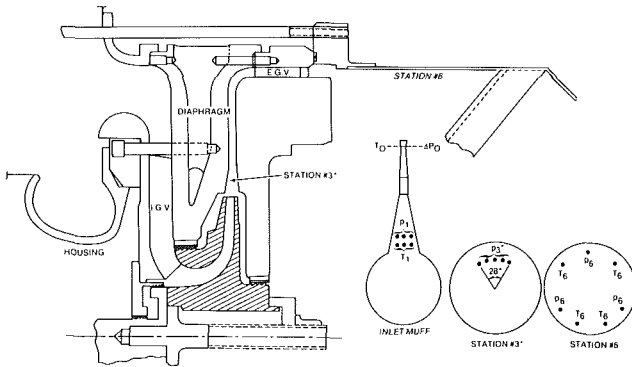 E.G.V
STATION #6
DIAPHRAGM
STATION #3*
I.G.V
HOUSING
T0 ΔP0
P1
T1
INLET MUFF
P3*
28°
STATION #3*
P6
T6 T6
P6 P6
T6 T6
STATION #6